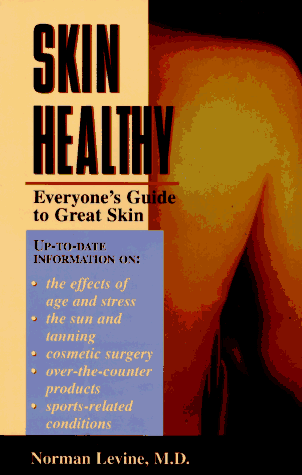 SKIN
HEALTHY
Everyone's Guide
to Great Skin
UP-TO-DATE
INFORMATION ON:
• the effects of
age and stress
• the sun and
tanning
• cosmetic surgery
• over-the-counter
products
• sports-related
conditions
Norman Levine, M.D.